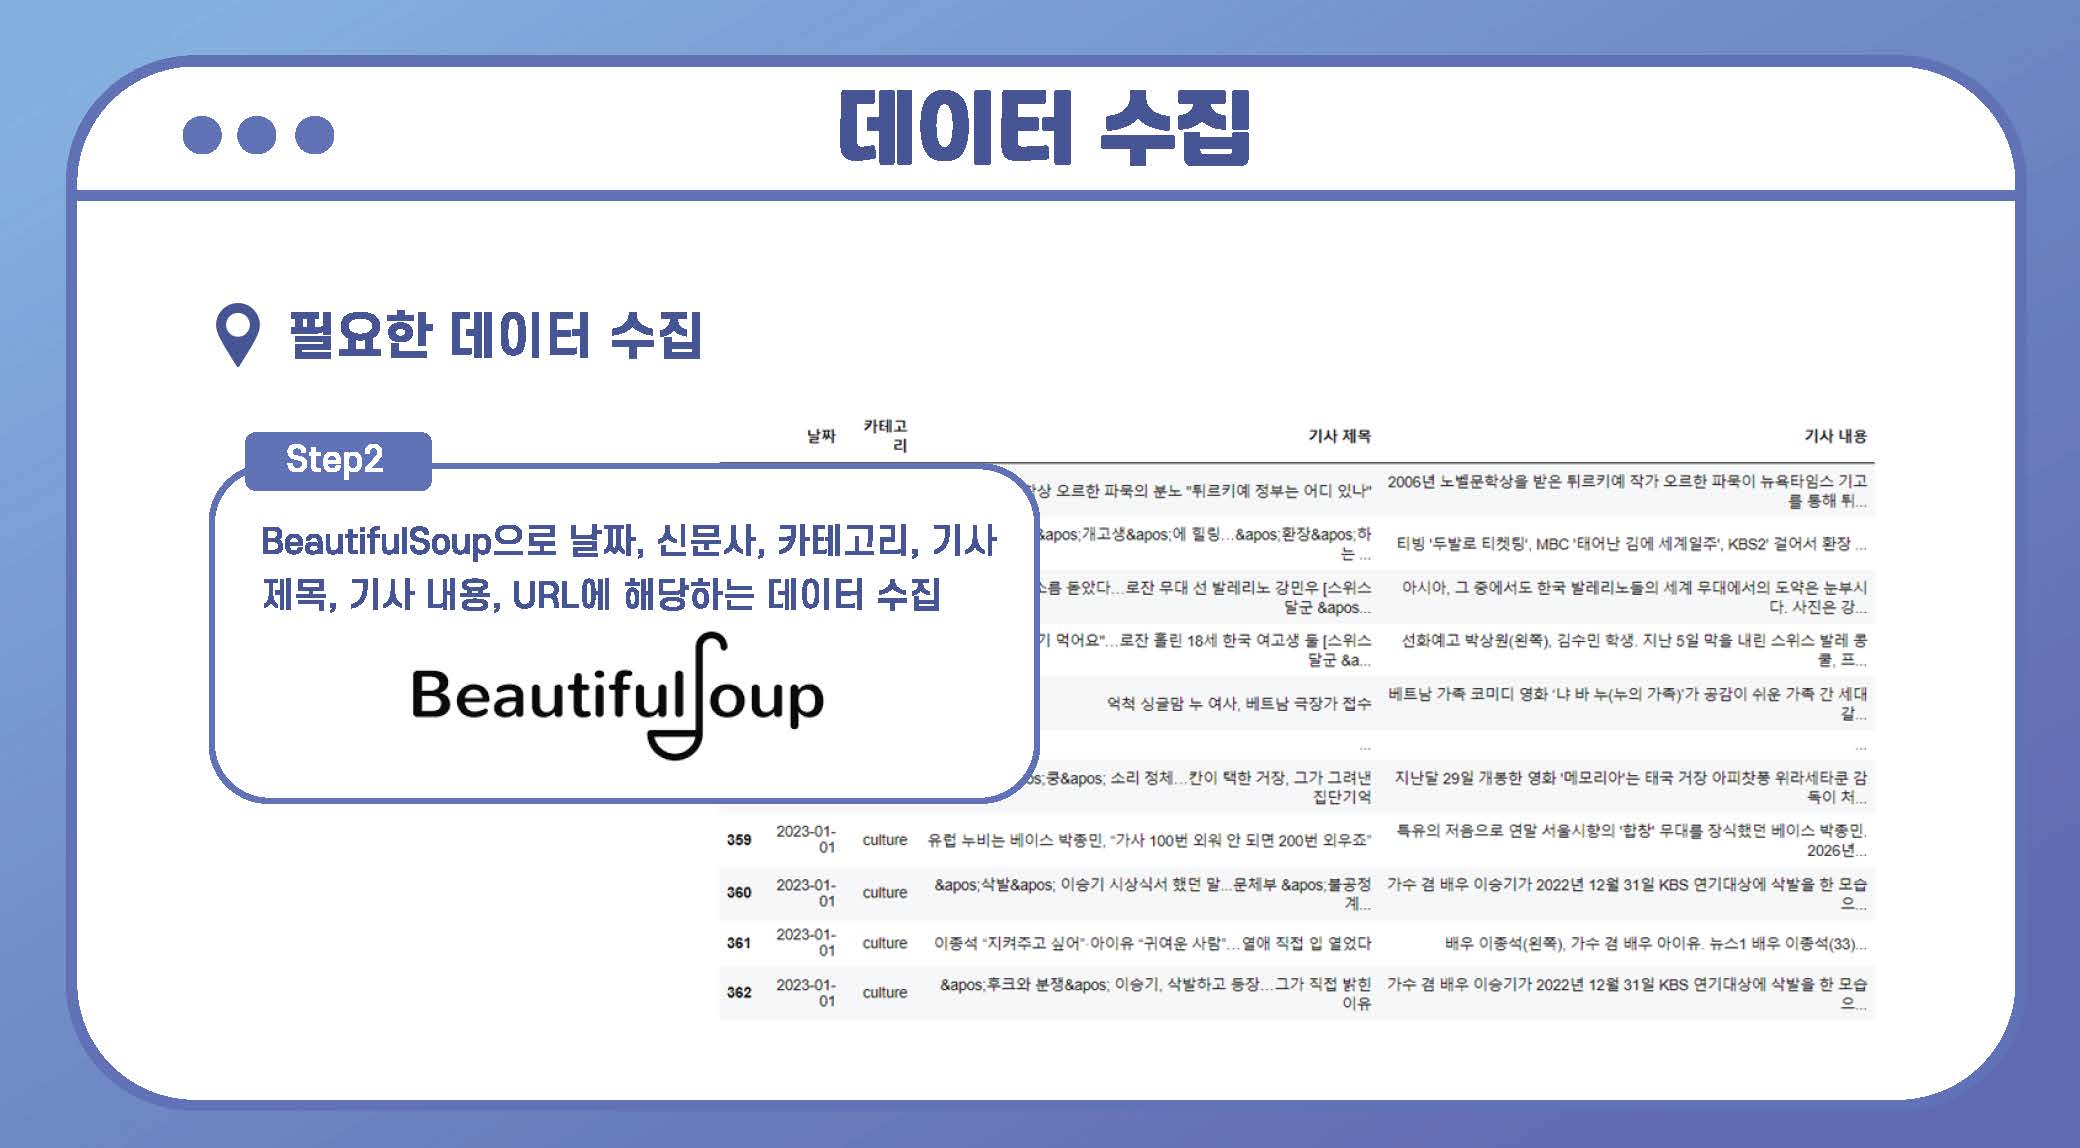 데이터 수집
필요한 데이터 수집
Step2
BeautifulSoup으로 날짜, 신문사, 카테고리, 기사
제목, 기사 내용, URL에 해당하는 데이터 수집
BeautifulSoup
날짜 카테고 기사 제목 기사 내용
리
상 오르한 파묵의 분노 "튀르키예 정부는 어디 있나" 2006년 노벨문학상을 받은 튀르키예 작가 오르한 파묵이 뉴욕타임스 기고
를 통해 튀...
&apos;개고생&apos;에 힐링...&apos;환장&apos;하 티빙 '두발로 티켓팅', MBC '태어난 김에 세계일주', KBS2' 걸어서 환장 ...
는 ...
소름 돋았다...로잔 무대 선 발레리노 강민우 [스위스 아시아, 그 중에서도 한국 발레리노들의 세계 무대에서의 도약은 눈부시
달군 &apos... 다. 사진은 강...
기 먹어요"...로잔 홀린 18세 한국 여고생 둘 [스위스 선화예고 박상원(왼쪽), 김수민 학생. 지난 5일 막을 내린 스위스 발레 콩
달군 &a... 쿨, 프...
억척 싱글맘 누 여사, 베트남 극장가 접수 베트남 가족 코미디 영화 '냐 바 누(누의 가족)'가 공감이 쉬운 가족 간 세대
갈...
... ...
os;쿵&apos; 소리 정체...칸이 택한 거장, 그가 그려낸 지난달 29일 개봉한 영화 '메모리아'는 태국 거장 아피찻퐁 위라세타쿤 감
집단기억 독이 처...
359 2023-01- culture 유럽 누비는 베이스 박종민, “가사 100번 외워 안 되면 200번 외우죠” 특유의 저음으로 연말 서울시향의 '합창' 무대를 장식했던 베이스 박종민.
01 2026년...
360 2023-01- culture &apos;삭발&apos; 이승기 시상식서 했던 말...문체부 &apos;불공정 가수 겸 배우 이승기가 2022년 12월 31일 KBS 연기대상에 삭발을 한 모습
01 계... 으...
361 2023-01- culture 이종석 “지켜주고 싶어”·아이유 “귀여운 사람”...열애 직접 입 열었다 배우 이종석(왼쪽), 가수 겸 배우 아이유. 뉴스1 배우 이종석(33)...
01
362 2023-01- culture &apos;후크와 분쟁&apos; 이승기, 삭발하고 등장...그가 직접 밝힌 가수 겸 배우 이승기가 2022년 12월 31일 KBS 연기대상에 삭발을 한 모습
01 이유 으...